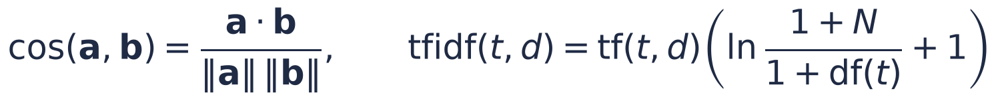 cos(𝐚, 𝐛) = (𝐚 · 𝐛) / (‖𝐚‖ ‖𝐛‖),    tfidf(t, d) = tf(t, d) ( ln (1 + N) / (1 + df(t)) + 1 )